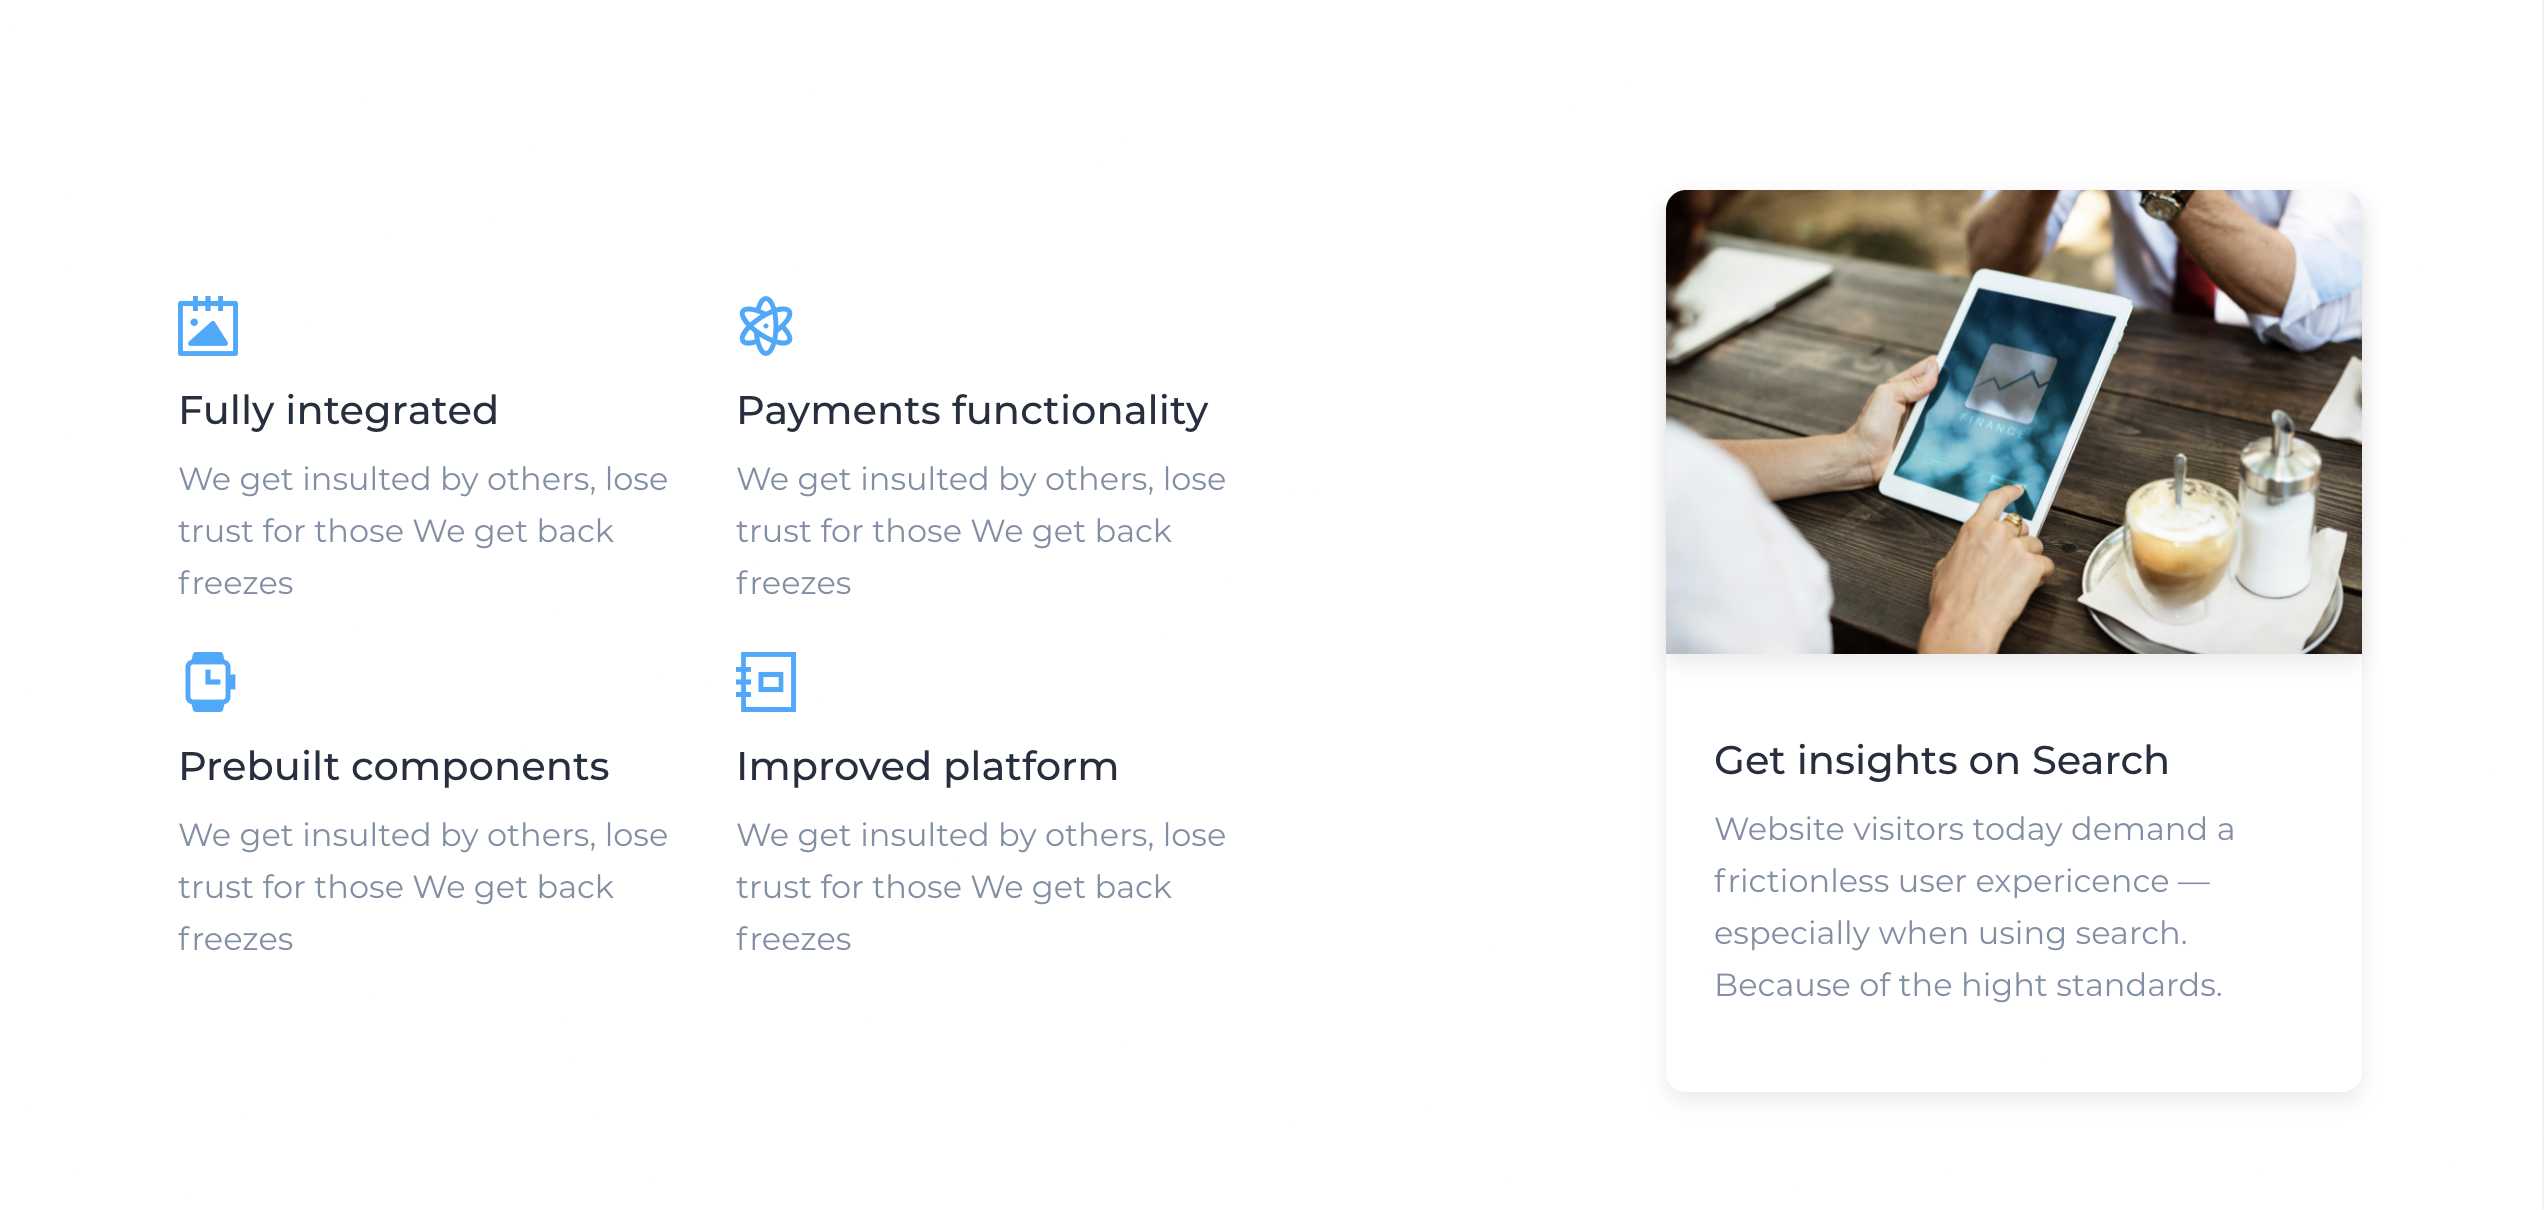 Fully integrated
We get insulted by others, lose
trust for those We get back
freezes
Payments functionality
We get insulted by others, lose
trust for those We get back
freezes
Prebuilt components
We get insulted by others, lose
trust for those We get back
freezes
Improved platform
We get insulted by others, lose
trust for those We get back
freezes
FINANCE
Get insights on Search
Website visitors today demand a
frictionless user expericence —
especially when using search.
Because of the hight standards.